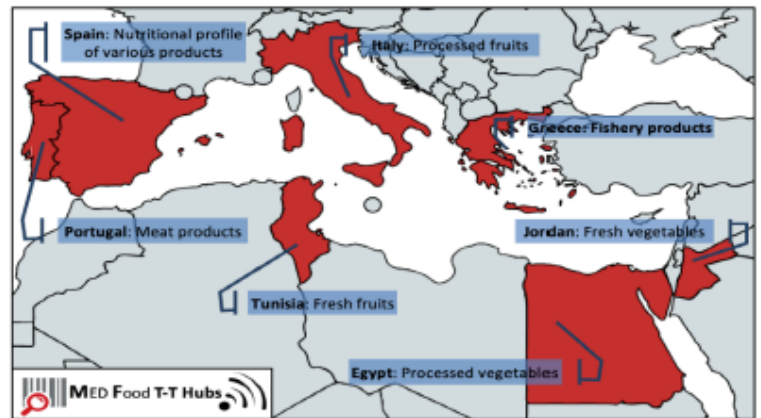 Spain: Nutritional profile
of various products
Italy: Processed fruits
Greece: Fishery products
Portugal: Meat products
Jordan: Fresh vegetables
Tunisia: Fresh fruits
Egypt: Processed vegetables
MED Food T-T Hubs